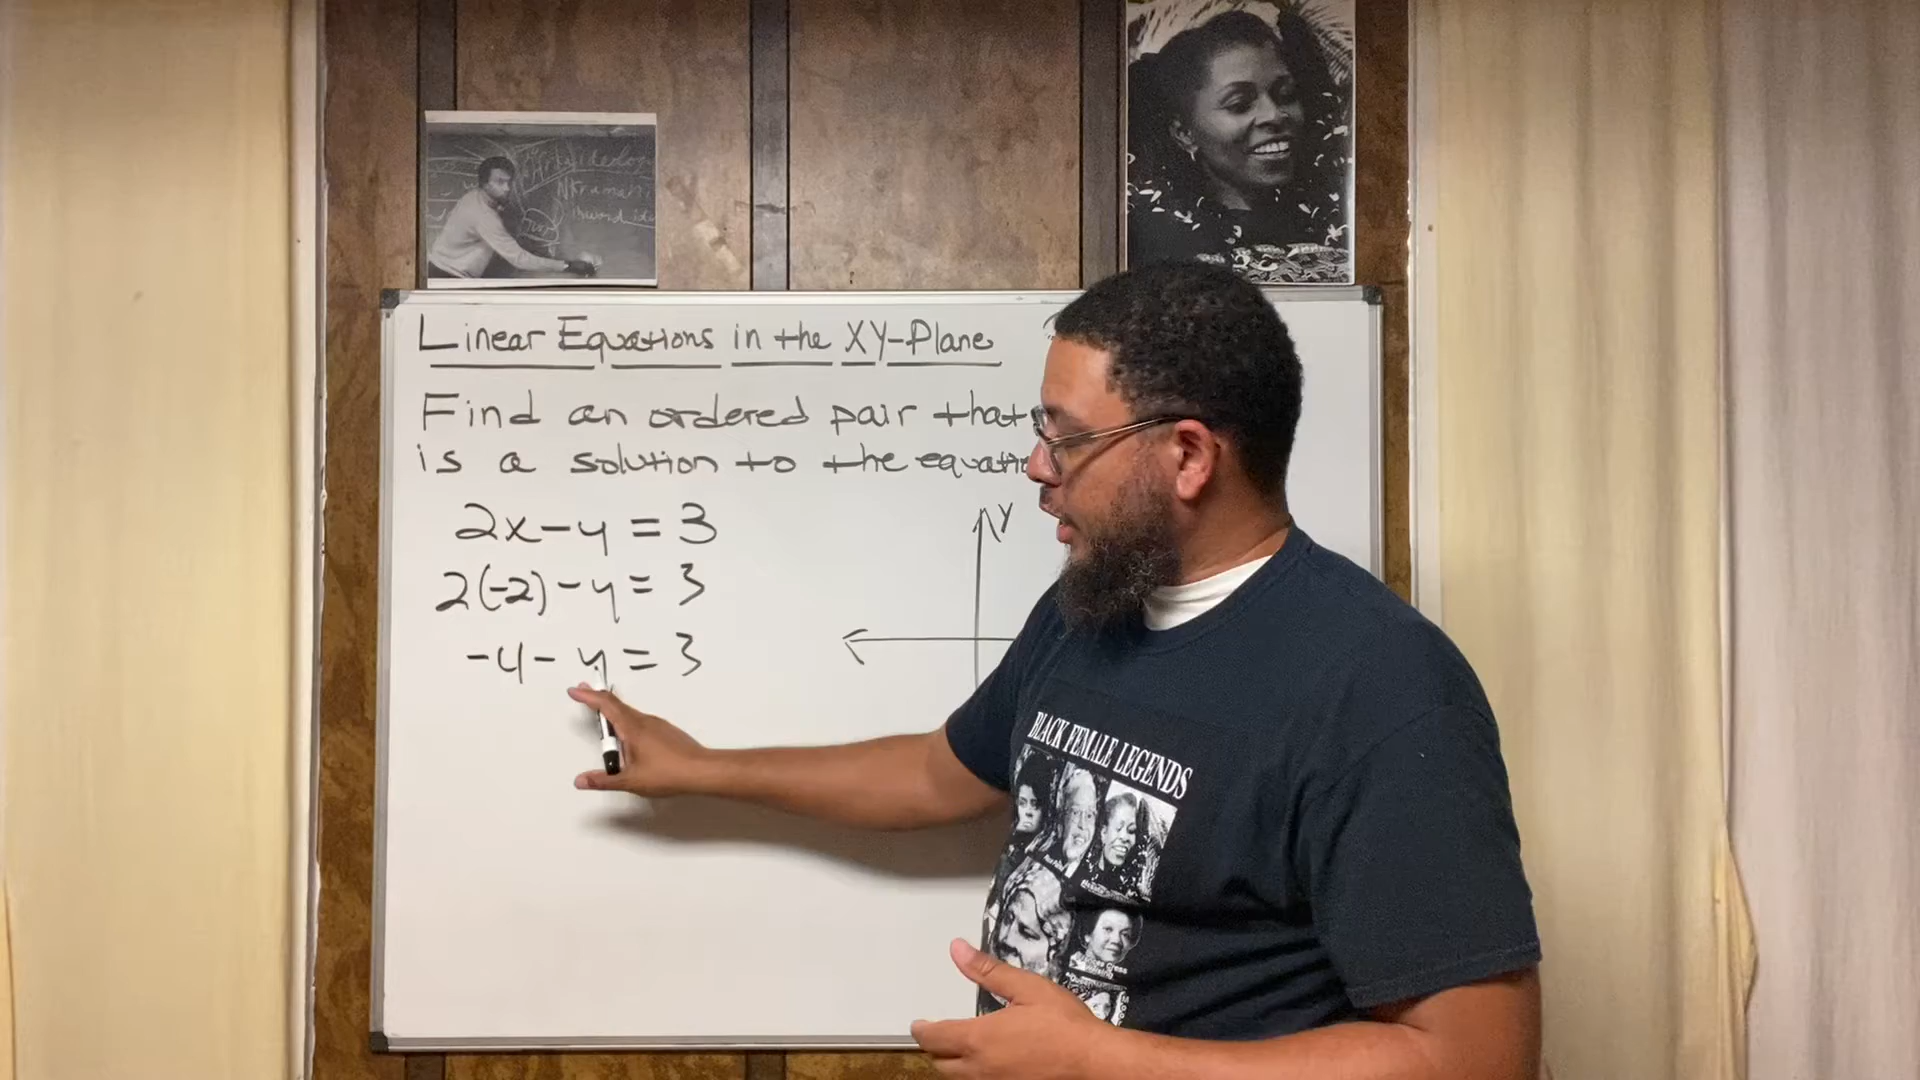 Linear Equations in the XY-Plane
Find an ordered pair that
is a solution to the
2x-y=3
2(-2)-y=3
-4-y=3
Y
BLACK FEMALE LEGENDS
ideology